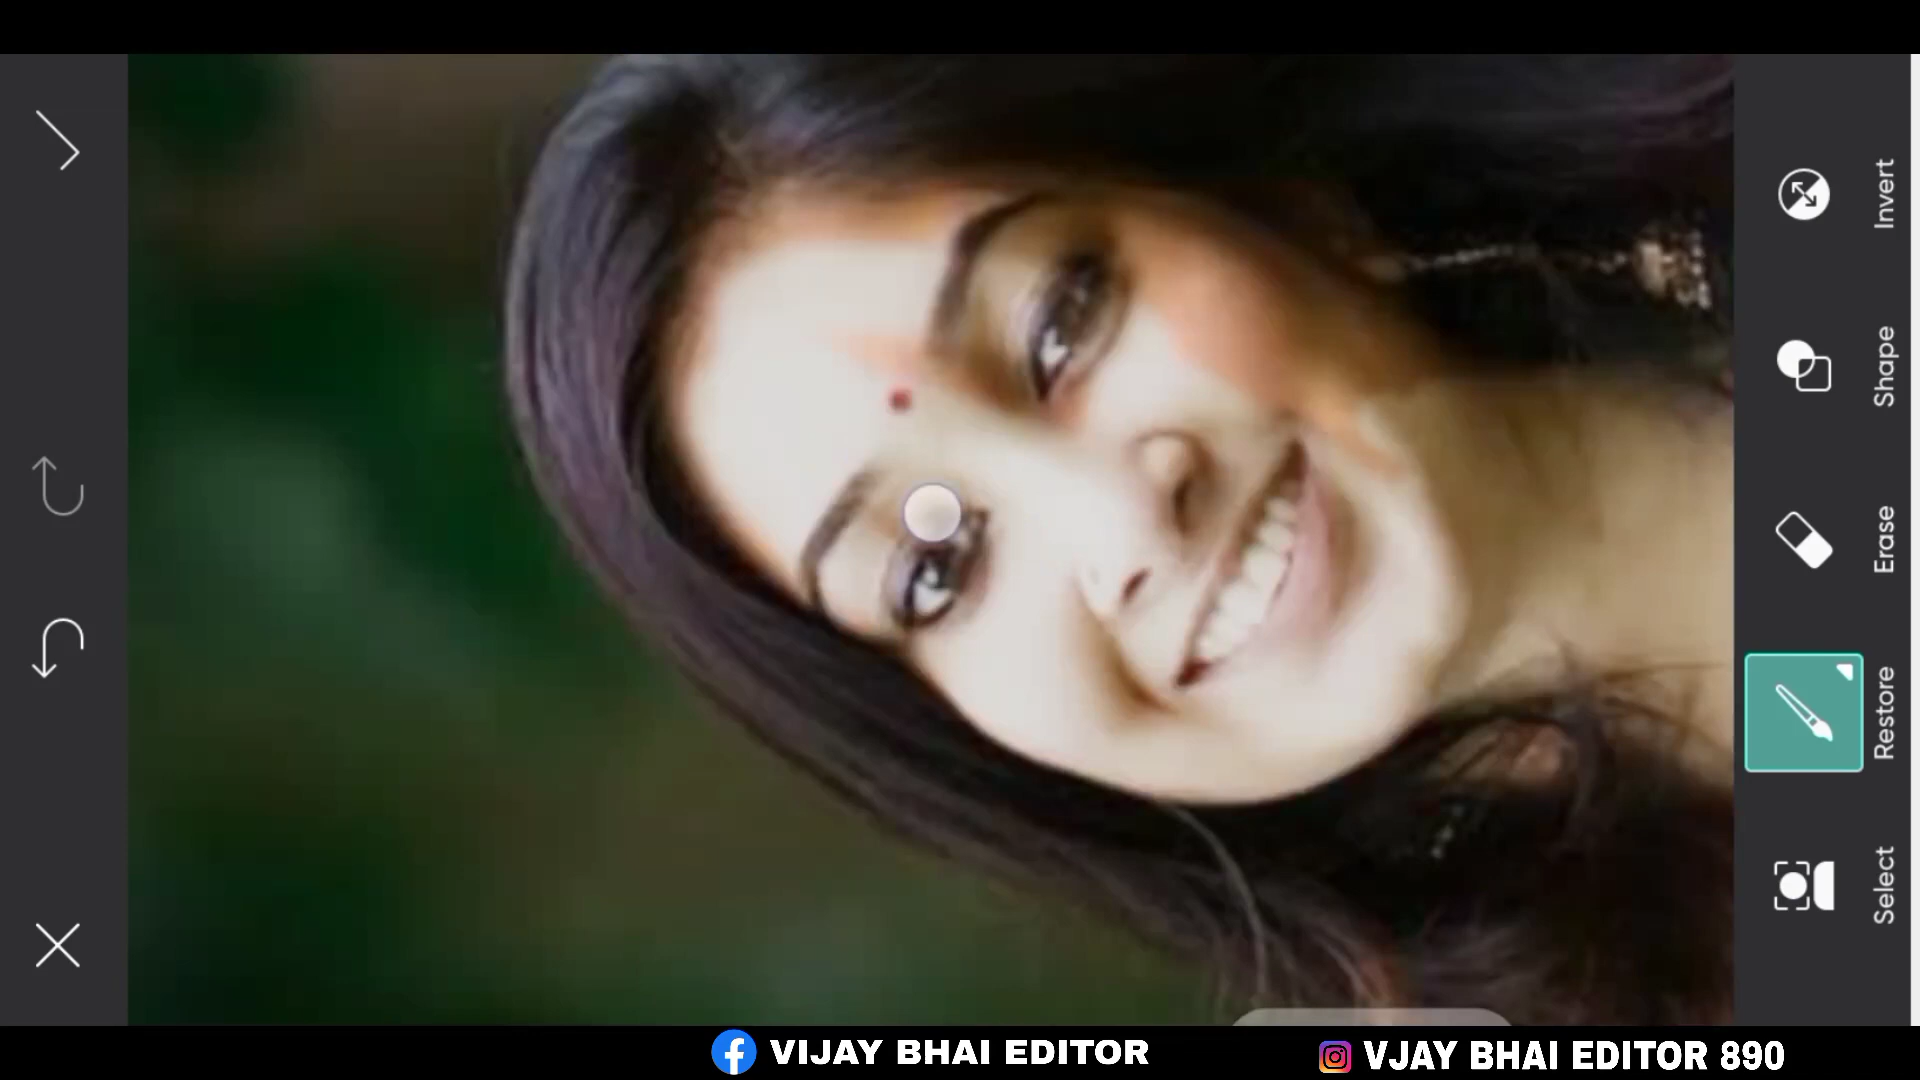 Invert
Shape
Erase
Restore
Select
VIJAY BHAI EDITOR
VJAY BHAI EDITOR 890